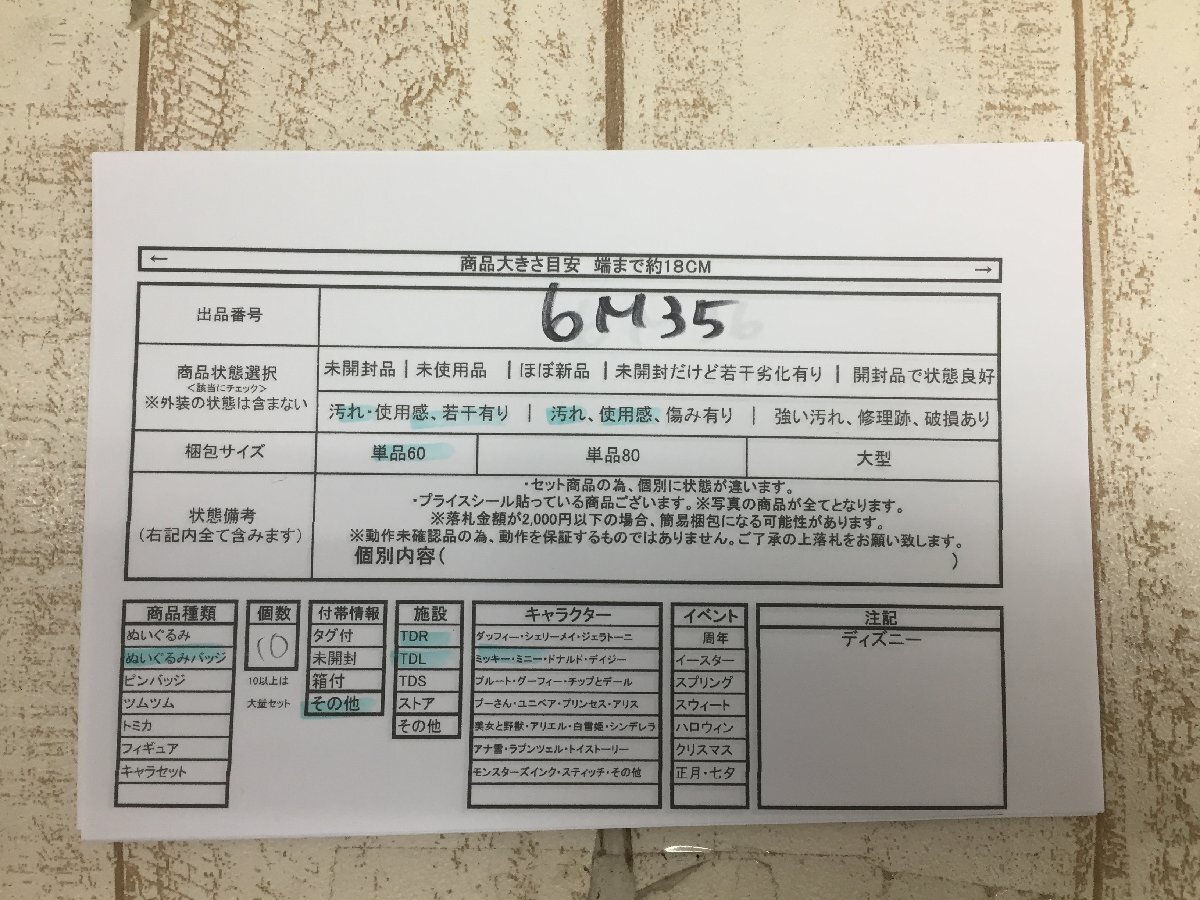 ← 商品大きさ目安 端まで約18CM →
出品番号 6M35
商品状態選択
<該当にチェック>
※外装の状態は含まない
未開封品 | 未使用品 | ほぼ新品 | 未開封だけど若干劣化有り | 開封品で状態良好
汚れ・使用感、若干有り | 汚れ、使用感、傷み有り | 強い汚れ、修理跡、破損あり
梱包サイズ 単品60 単品80 大型
状態備考
(右記内全て含みます)
・セット商品の為、個別に状態が違います。
・プライスシール貼っている商品ございます。※写真の商品が全てとなります。
※落札金額が2,000円以下の場合、簡易梱包になる可能性があります。
※動作未確認品の為、動作を保証するものではありません。ご了承の上落札をお願い致します。
個別内容( )
商品種類
ぬいぐるみ
ぬいぐるみバッジ
ピンバッジ
ツムツム
トミカ
フィギュア
キャラセット
個数
10
10以上は
大量セット
付帯情報
タグ付
未開封
箱付
その他
施設
TDR
TDL
TDS
ストア
その他
キャラクター
ダッフィー・シェリーメイ・ジェラトーニ
ミッキー・ミニー・ドナルド・デイジー
プルート・グーフィー・チップとデール
プーさん・ユニベア・プリンセス・アリス
美女と野獣・アリエル・白雪姫・シンデレラ
アナ雪・ラプンツェル・トイストーリー
モンスターズインク・スティッチ・その他
イベント
周年
イースター
スプリング
スウィート
ハロウィン
クリスマス
正月・七夕
注記
ディズニー